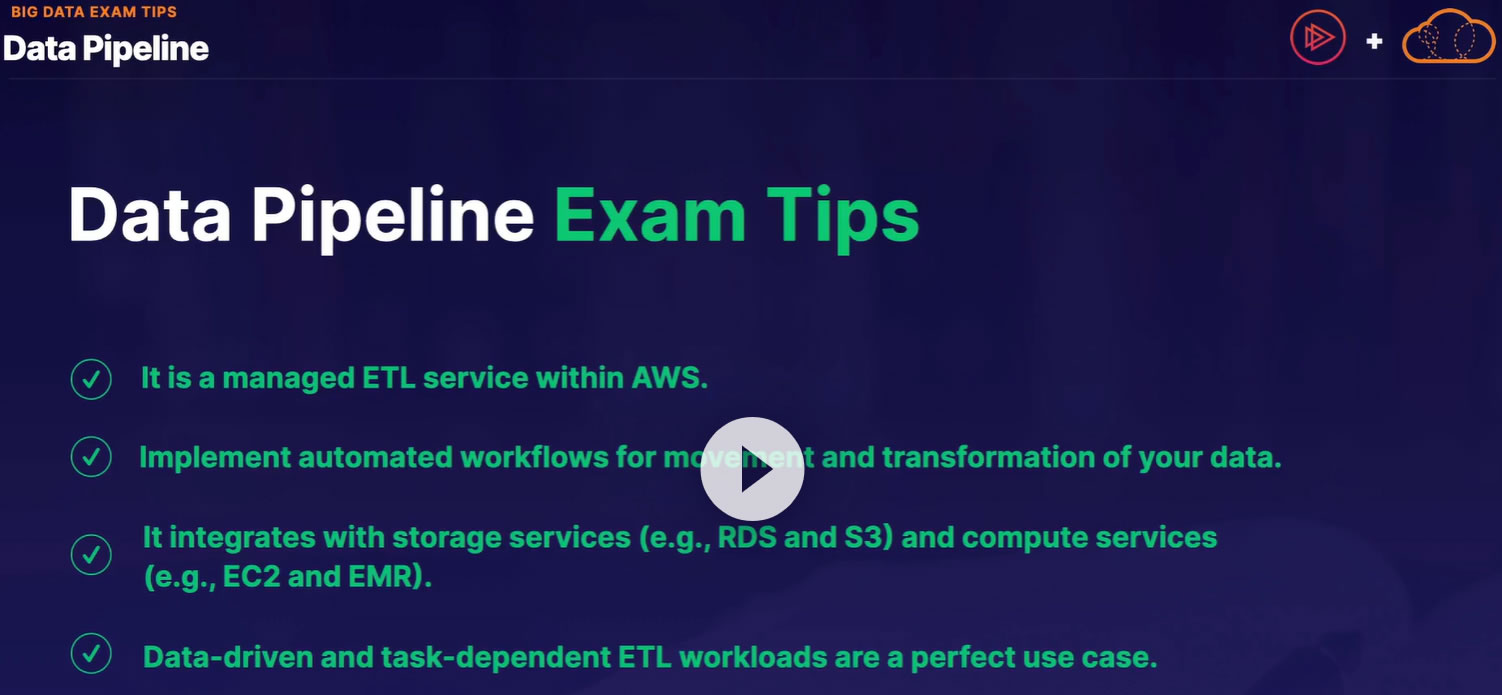 BIG DATA EXAM TIPS
Data Pipeline
Data Pipeline Exam Tips
It is a managed ETL service within AWS.
Implement automated workflows for movement and transformation of your data.
It integrates with storage services (e.g., RDS and S3) and compute services
(e.g., EC2 and EMR).
Data-driven and task-dependent ETL workloads are a perfect use case.